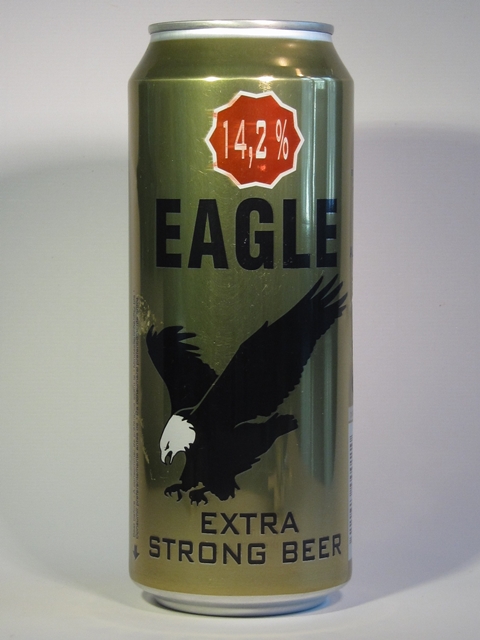 14,2 %
EAGLE
EXTRA
STRONG BEER